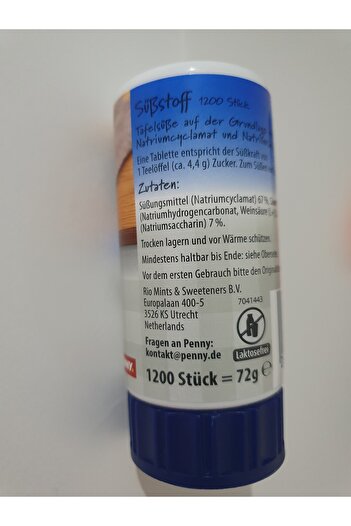 Süßstoff 1200 Stück
Tafelsüße auf der Grundlage
Natriumcyclamat und
Eine Tablette entspricht der Süßkraft von
1 Teelöffel (ca. 4,4 g) Zucker. Zum Süßen
Zutaten:
Süßungsmittel (Natriumcyclamat) 67 %,
(Natriumhydrogencarbonat, Weinsäure
(Natriumsaccharin) 7 %.
Trocken lagern und vor Wärme schützen.
Mindestens haltbar bis Ende: siehe
Vor dem ersten Gebrauch bitte den
Rio Mints & Sweeteners B.V.
Europalaan 400-5
3526 KS Utrecht
Netherlands
7041443
Fragen an Penny:
kontakt@penny.de
Laktosefrei
1200 Stück = 72g e